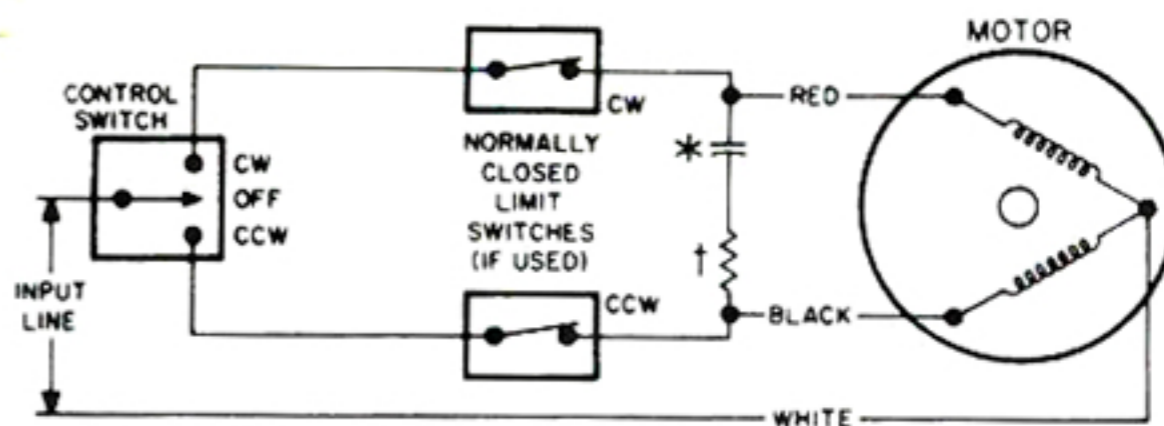 MOTOR
CONTROL
SWITCH
CW
OFF
CCW
INPUT
LINE
CW
NORMALLY
CLOSED
LIMIT
SWITCHES
(IF USED)
CCW
*
†
RED
BLACK
WHITE